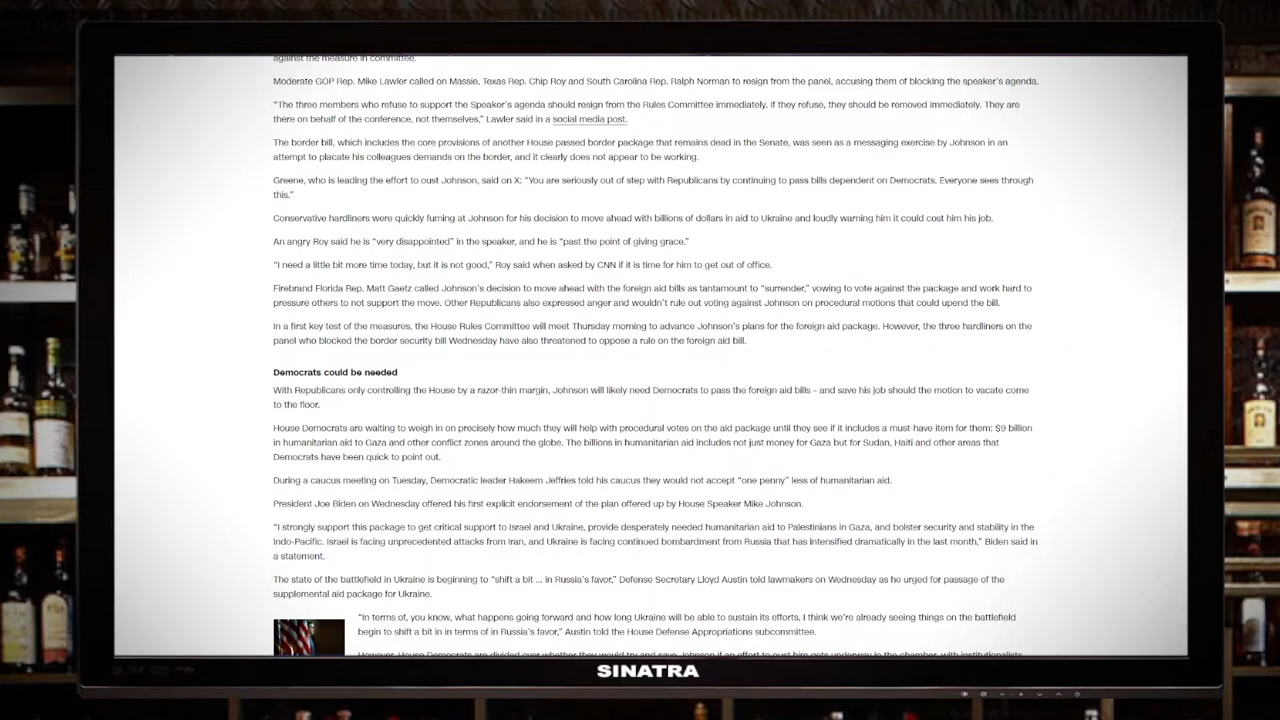 against the measure in committee.
Moderate GOP Rep. Mike Lawler called on Massie, Texas Rep. Chip Roy and South Carolina Rep. Ralph Norman to resign from the panel, accusing them of blocking the speaker's agenda.
"The three members who refuse to support the Speaker's agenda should resign from the Rules Committee immediately. If they refuse, they should be removed immediately. They are
there on behalf of the conference, not themselves," Lawler said in a social media post.
The border bill, which includes the core provisions of another House passed border package that remains dead in the Senate, was seen as a messaging exercise by Johnson in an
attempt to placate his colleagues demands on the border, and it clearly does not appear to be working.
Greene, who is leading the effort to oust Johnson, said on X: "You are seriously out of step with Republicans by continuing to pass bills dependent on Democrats. Everyone sees through
this."
Conservative hardliners were quickly fuming at Johnson for his decision to move ahead with billions of dollars in aid to Ukraine and loudly warning him it could cost him his job.
An angry Roy said he is "very disappointed" in the speaker, and he is "past the point of giving grace."
"I need a little bit more time today, but it is not good," Roy said when asked by CNN if it is time for him to get out of office.
Firebrand Florida Rep. Matt Gaetz called Johnson's decision to move ahead with the foreign aid bills as tantamount to "surrender," vowing to vote against the package and work hard to
pressure others to not support the move. Other Republicans also expressed anger and wouldn't rule out voting against Johnson on procedural motions that could upend the bill.
In a first key test of the measures, the House Rules Committee will meet Thursday morning to advance Johnson's plans for the foreign aid package. However, the three hardliners on the
panel who blocked the border security bill Wednesday have also threatened to oppose a rule on the foreign aid bill.
Democrats could be needed
With Republicans only controlling the House by a razor-thin margin, Johnson will likely need Democrats to pass the foreign aid bills – and save his job should the motion to vacate come
to the floor.
House Democrats are waiting to weigh in on precisely how much they will help with procedural votes on the aid package until they see if it includes a must-have item for them: $9 billion
in humanitarian aid to Gaza and other conflict zones around the globe. The billions in humanitarian aid includes not just money for Gaza but for Sudan, Haiti and other areas that
Democrats have been quick to point out.
During a caucus meeting on Tuesday, Democratic leader Hakeem Jeffries told his caucus they would not accept "one penny" less of humanitarian aid.
President Joe Biden on Wednesday offered his first explicit endorsement of the plan offered up by House Speaker Mike Johnson.
"I strongly support this package to get critical support to Israel and Ukraine, provide desperately needed humanitarian aid to Palestinians in Gaza, and bolster security and stability in the
Indo-Pacific. Israel is facing unprecedented attacks from Iran, and Ukraine is facing continued bombardment from Russia that has intensified dramatically in the last month," Biden said in
a statement.
The state of the battlefield in Ukraine is beginning to "shift a bit ... in Russia's favor," Defense Secretary Lloyd Austin told lawmakers on Wednesday as he urged for passage of the
supplemental aid package for Ukraine.
"In terms of, you know, what happens going forward and how long Ukraine will be able to sustain its efforts, I think we're already seeing things on the battlefield
begin to shift a bit in in terms of in Russia's favor," Austin told the House Defense Appropriations subcommittee.
However, House Democrats are divided over whether they would try and save Johnson if an effort to oust him gets underway in the chamber, with institutionalists
SINATRA